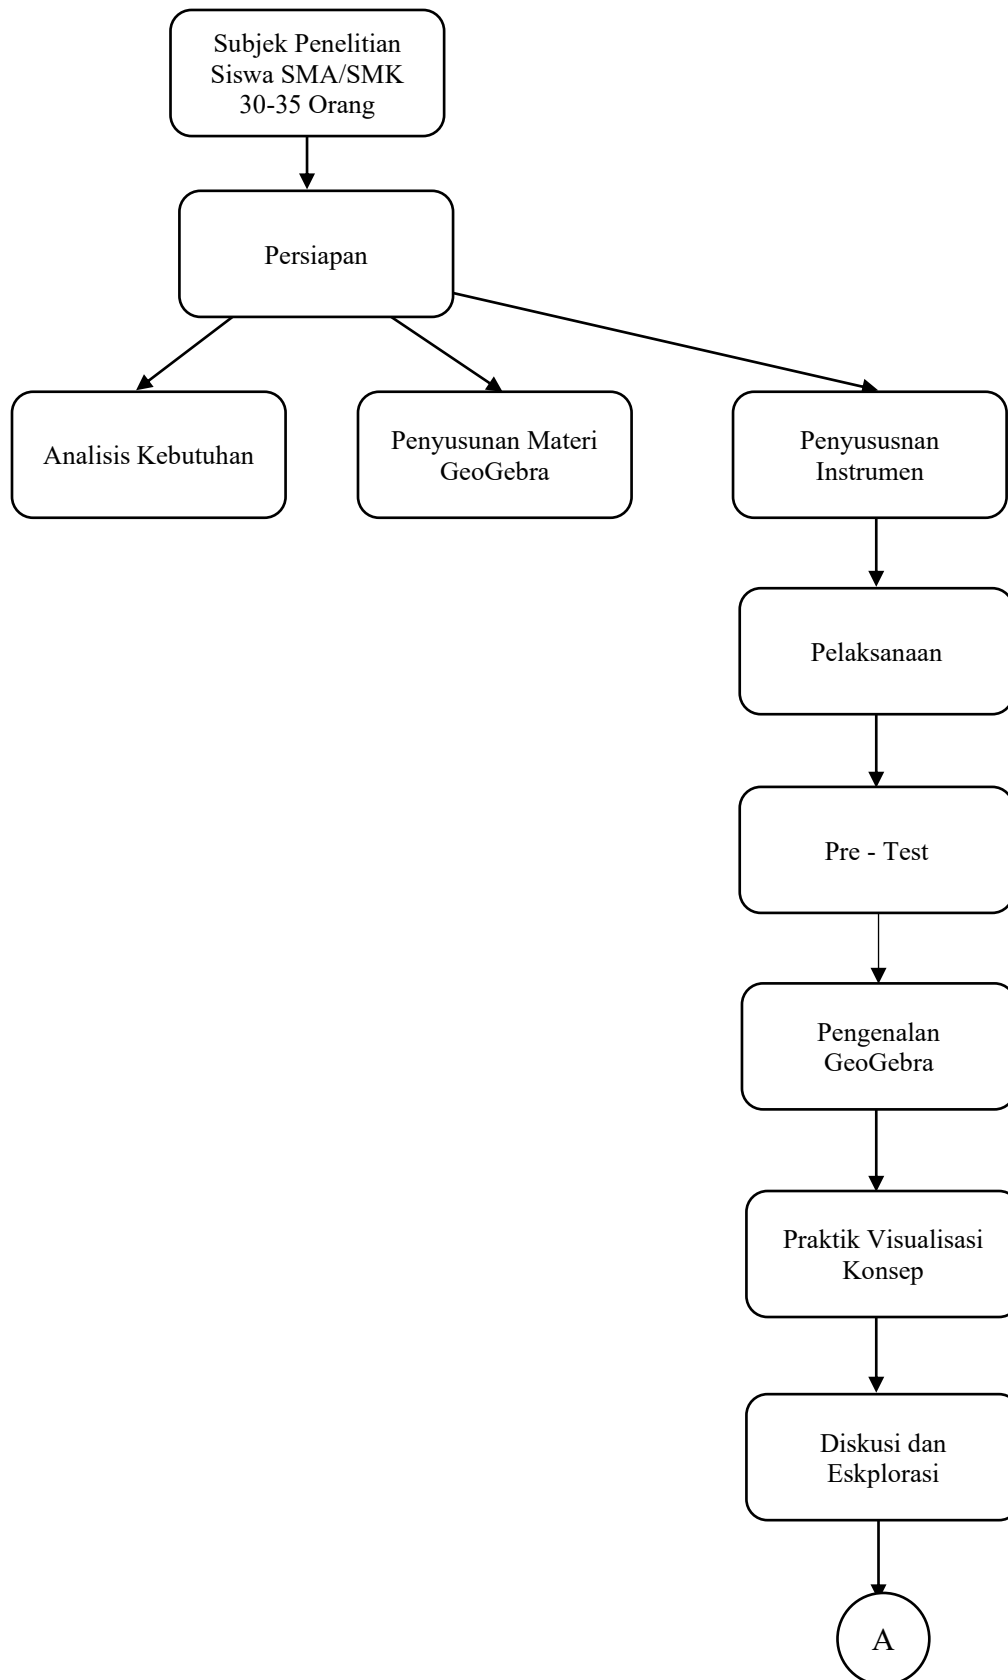 Subjek Penelitian
Siswa SMA/SMK
30-35 Orang
Persiapan
Analisis Kebutuhan
Penyusunan Materi
GeoGebra
Penyususnan
Instrumen
Pelaksanaan
Pre - Test
Pengenalan
GeoGebra
Praktik Visualisasi
Konsep
Diskusi dan
Eskplorasi
A